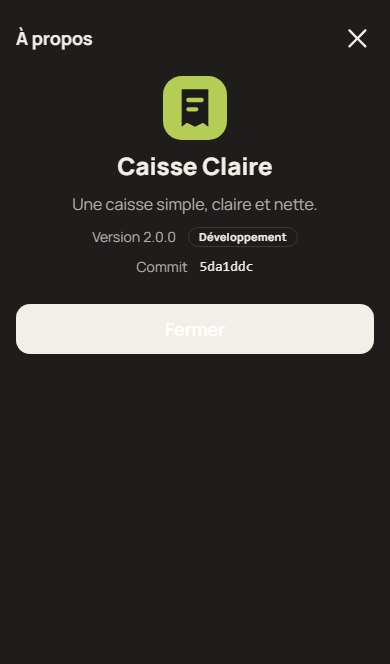 À propos
Caisse Claire
Une caisse simple, claire et nette.
Version 2.0.0 Développement
Commit 5da1ddc
Fermer